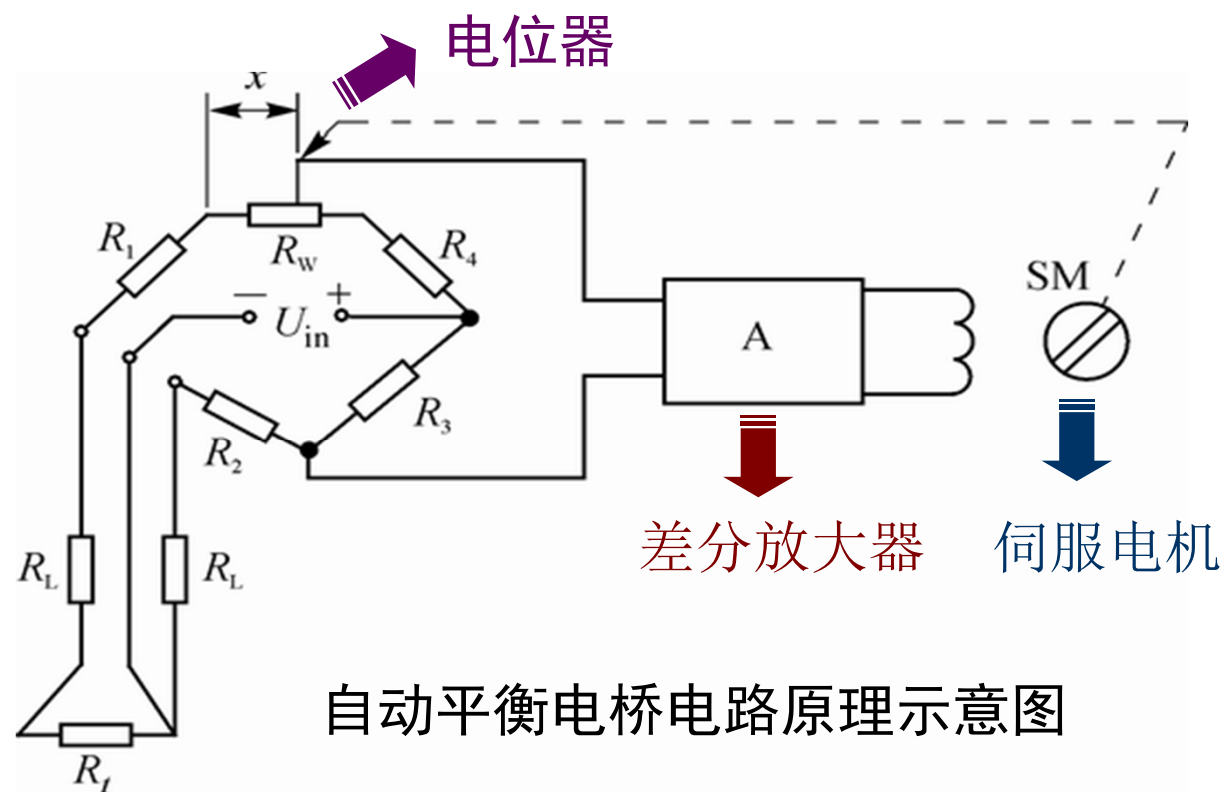 电位器
x
R1
RW
R4
− Uin +
SM
A
R3
R2
差分放大器
伺服电机
RL
RL
自动平衡电桥电路原理示意图
Rt